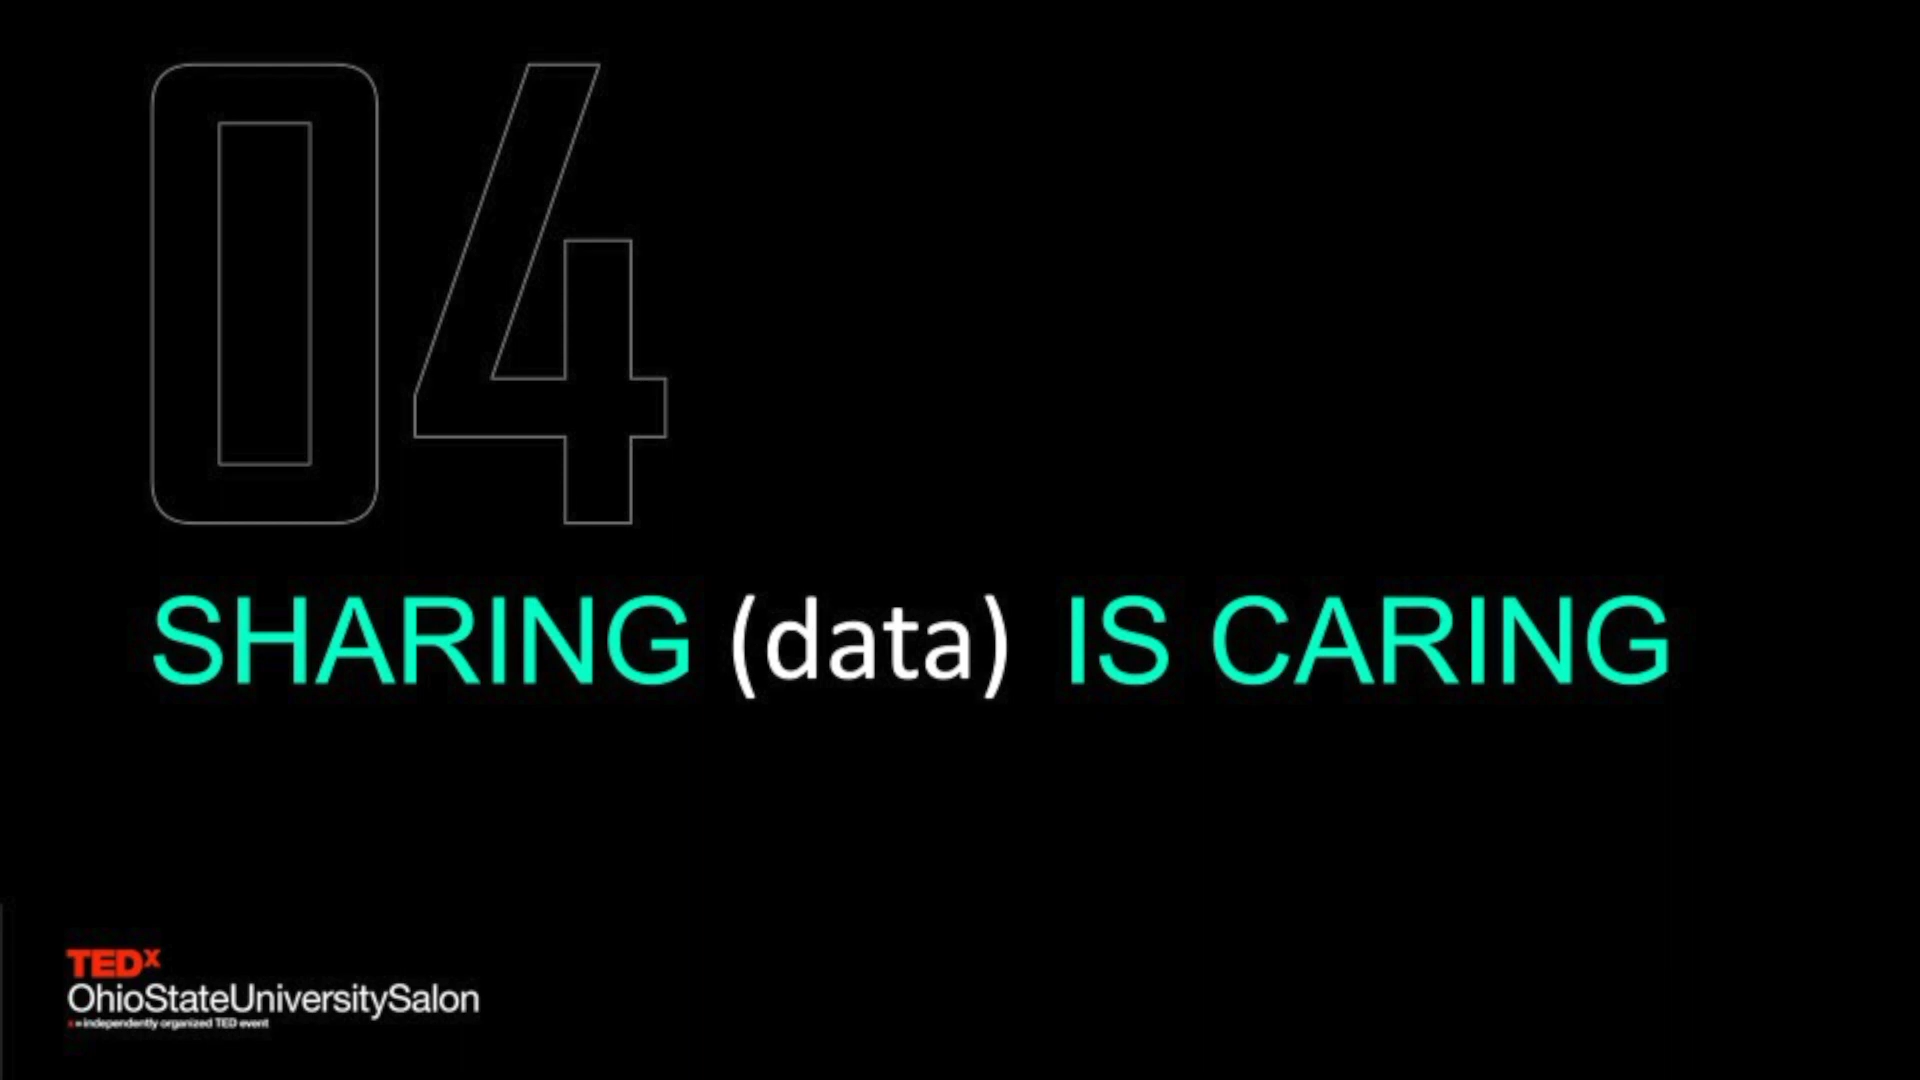 04
SHARING (data) IS CARING
TEDx
OhioStateUniversitySalon
x = independently organized TED event